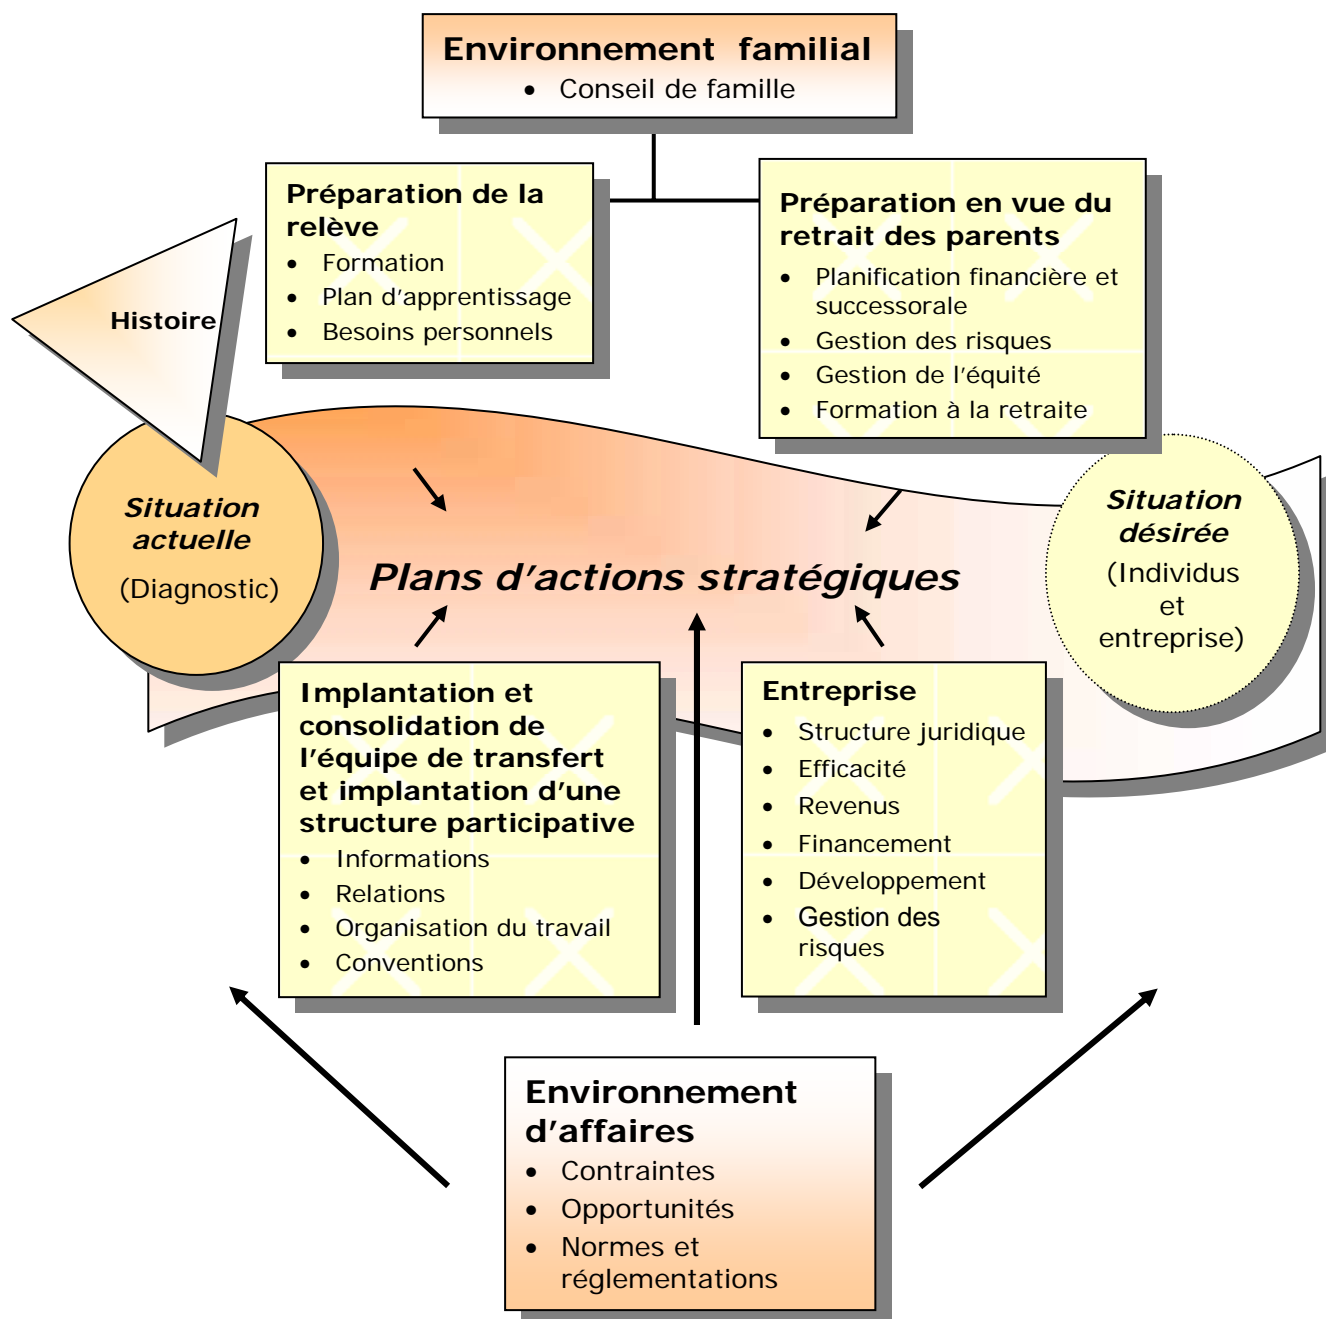 Environnement familial
• Conseil de famille
Préparation de la
relève
• Formation
• Plan d'apprentissage
• Besoins personnels
Préparation en vue du
retrait des parents
• Planification financière et
successorale
• Gestion des risques
• Gestion de l'équité
• Formation à la retraite
Histoire
Situation
actuelle
(Diagnostic)
Plans d'actions stratégiques
Situation
désirée
(Individus
et
entreprise)
Implantation et
consolidation de
l'équipe de transfert
et implantation d'une
structure participative
• Informations
• Relations
• Organisation du travail
• Conventions
Entreprise
• Structure juridique
• Efficacité
• Revenus
• Financement
• Développement
• Gestion des
risques
Environnement
d'affaires
• Contraintes
• Opportunités
• Normes et
réglementations